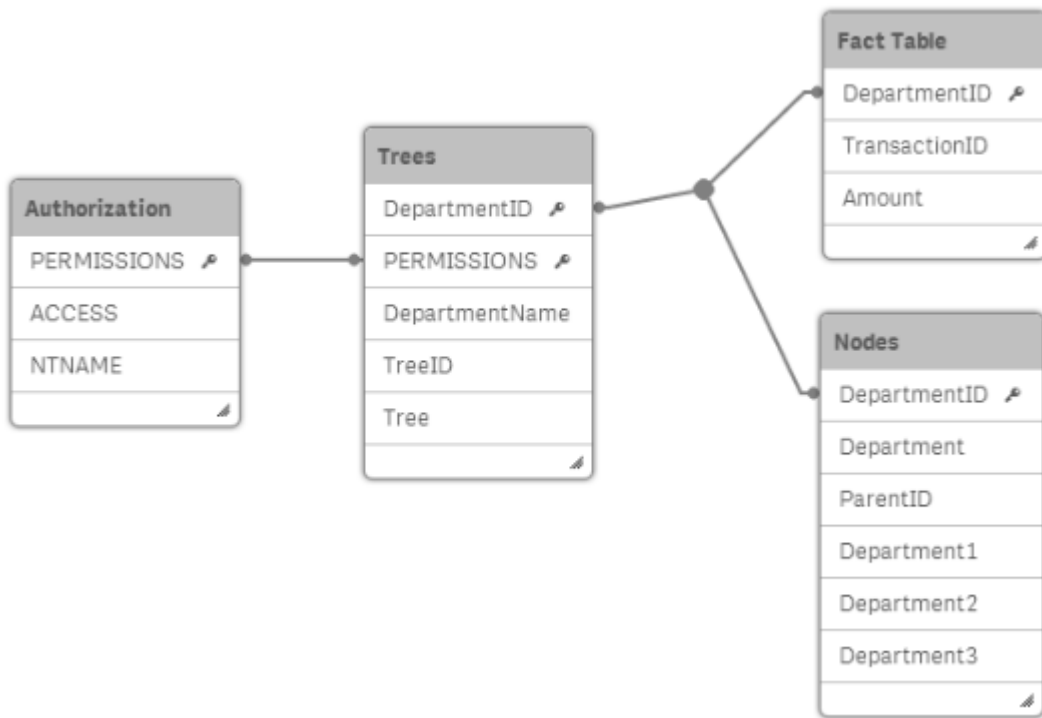 Authorization
PERMISSIONS
ACCESS
NTNAME
Trees
DepartmentID
PERMISSIONS
DepartmentName
TreeID
Tree
Fact Table
DepartmentID
TransactionID
Amount
Nodes
DepartmentID
Department
ParentID
Department1
Department2
Department3